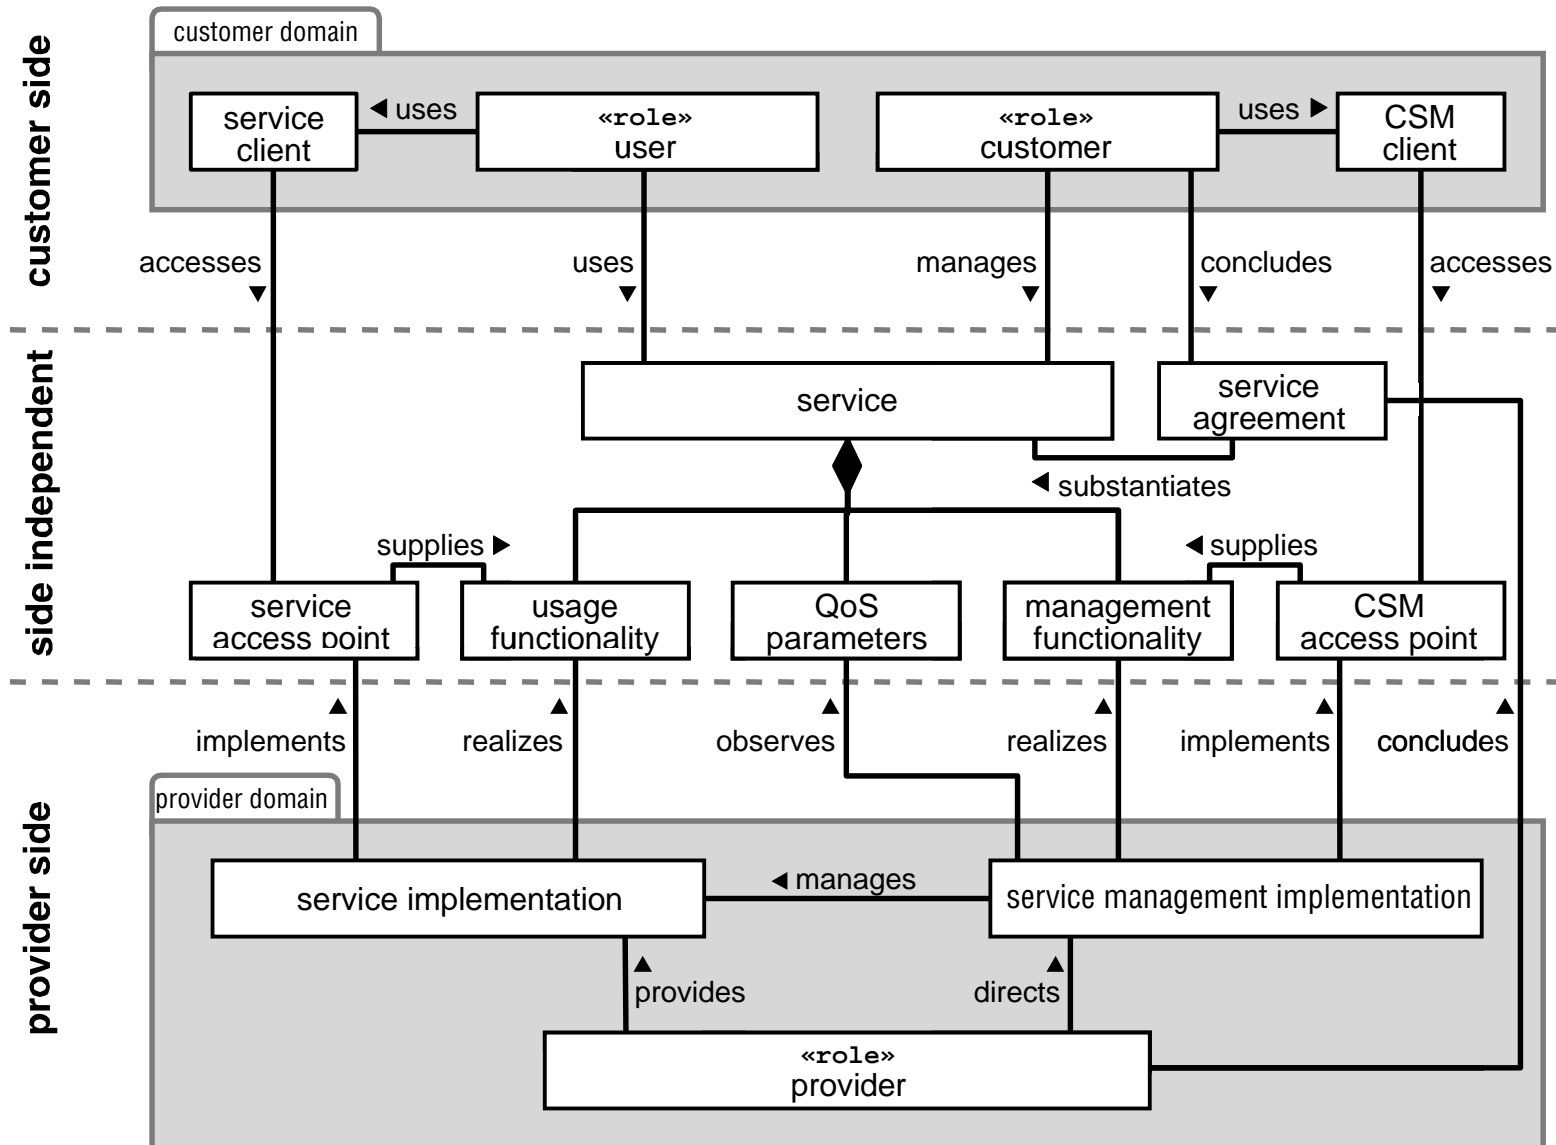 customer side
customer domain
service
client
uses
«role»
user
«role»
customer
uses
CSM
client
accesses
uses
manages
concludes
accesses
side independent
service
service
agreement
substantiates
supplies
supplies
service
access point
usage
functionality
QoS
parameters
management
functionality
CSM
access point
implements
realizes
observes
realizes
implements
concludes
provider side
provider domain
service implementation
manages
service management implementation
provides
directs
«role»
provider